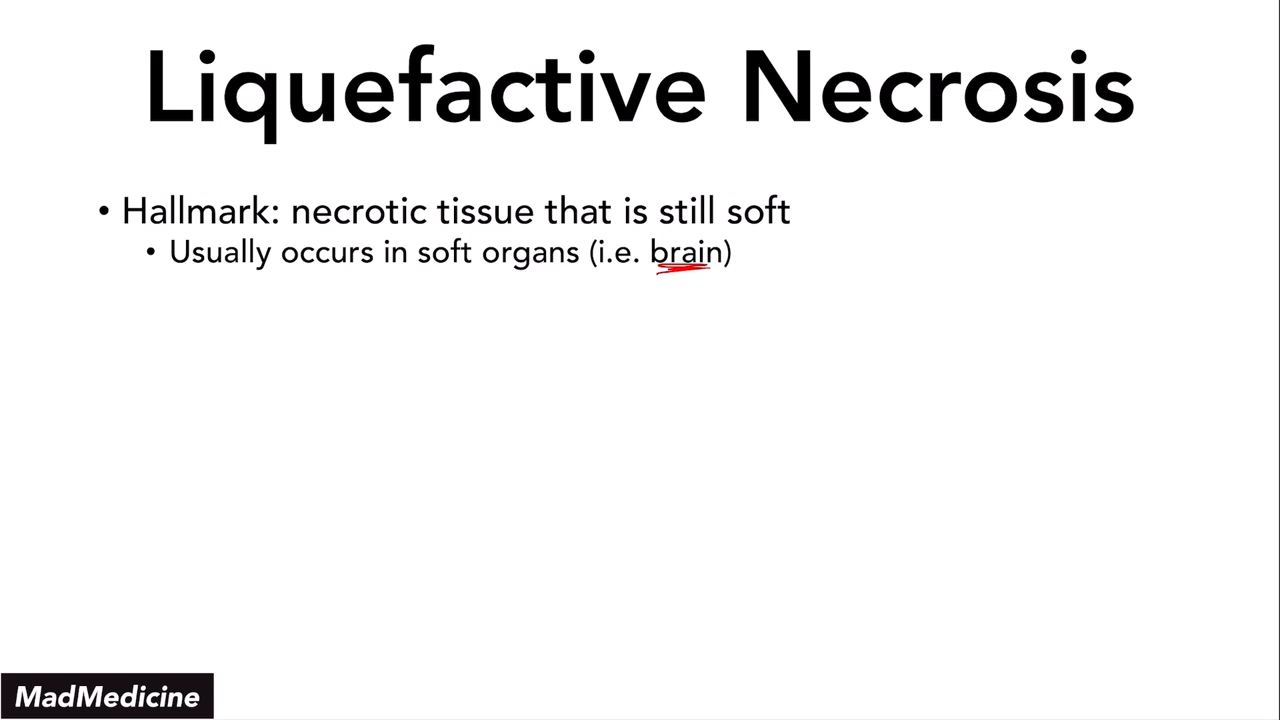 Liquefactive Necrosis
• Hallmark: necrotic tissue that is still soft
• Usually occurs in soft organs (i.e. brain)
MadMedicine